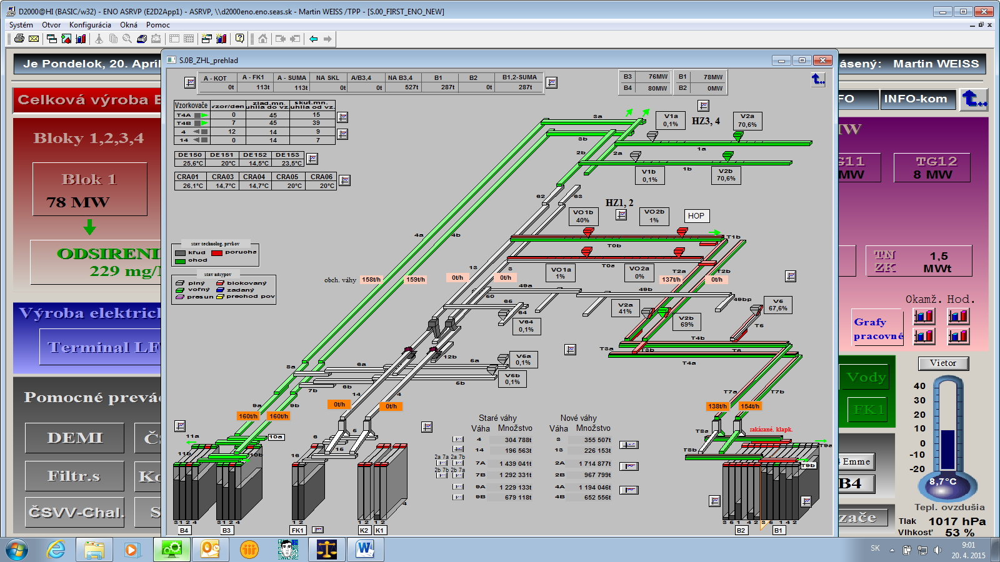 D2000@HI (BASIC/w32) - ENO ASRVP (E2D2App1) - ASRVP, \\d2000eno.eno.seas.sk - Martin WEISS /TPP - [S.00_FIRST_ENO_NEW]
Systém Otvor Konfigurácia Okná Pomoc
Je Pondelok, 20. Apríl
S.0B_ZHL_prehlad
ásený: Martin WEISS
A - KOT A - FK1 A - SUMA NA SKL A/B3,4 NA B3,4 B1 B2 B1,2-SUMA
0t 113t 113t 0t 0t 527t 287t 0t 287t
B3 76MW B1 78MW
B4 80MW B2 0MW
INFO-kom
Celková výroba
Vzorkovače vzor/den zlad.mn. uhlia do vz. skut.mn. uhlia od vz.
T4A 0 45 15
T4B 7 45 39
4 12 14 9
14 0 14 7
DE150 DE151 DE152 DE153
25,6°C 20°C 14,5°C 23,5°C
CRA01 CRA03 CRA04 CRA05 CRA06
26,1°C 14,7°C 14,7°C 20°C 20°C
Bloky 1,2,3,4
Blok 1
78 MW
ODSIRENI
229 mg/
3a
3b
2b
2a
V1a
0,1%
HZ3, 4
V2a
70,6%
1a
V1b
0,1%
1b
V2b
70,6%
G11
MW
TG12
8 MW
62
63
HZ1, 2
VO1b
40%
VO2b
1%
HOP
4a
4b
T1b
T0b
stav technolog. prvkov
kľud
porucha
chod
stav násypov
plný
blokovaný
voľný
zadaný
presun
prechod pov
13
3
T0a
VO1a
1%
VO2a
0%
T2a
T2b
obch. váhy
158t/h
159t/h
0t/h
0t/h
137t/h
0t/h
TN
ZK
1,5
MWt
49a
49b
50
49bp
65
64
V64
0,1%
V2a
41%
V2b
69%
V6
67,6%
T5
Okamž. Hod.
Grafy
pracovné
Výroba elektric
Terminal LF
T4b
T3a
T3b
T6
T4a
12b
8a
6a
5a
V6a
0,1%
V6b
0,1%
6b
5b
7b
14
4
9a
9b
0t/h
0t/h
160t/h
160t/h
T7a
T7b
138t/h
154t/h
Vietor
40
30
20
10
0
-10
-20
8,7°C
Tepl. ovzdušia
Tlak 1017 hPa
Vlhkosť 53 %
Vody
FK1
Emme
B4
Pomocné prevá
DEMI
Filtr.s
ČSVV-Chal.
Staré váhy Nové váhy
Váha Množstvo Váha Množstvo
4 304 788t 3 355 507t
14 196 563t 13 226 153t
2a 7a 2a 7b
7A 1 439 041t 2A 1 714 877t
2b 7b 2b 7a
7B 1 292 331t 2B 967 799t
9A 1 229 133t 4A 1 194 046t
9B 679 118t 4B 652 556t
zakázané. klapk.
T8a
T8b
T9a
T9b
11a
11b
10a
10b
6
5
16
16
4
3 1 2 4
3 1 2 4
1 2
1 2 1 2
3 5 1 4 2 3 5 1 4 2
B4 B3 FK1 K2 K1 B2 B1
SK
9:01
20. 4. 2015